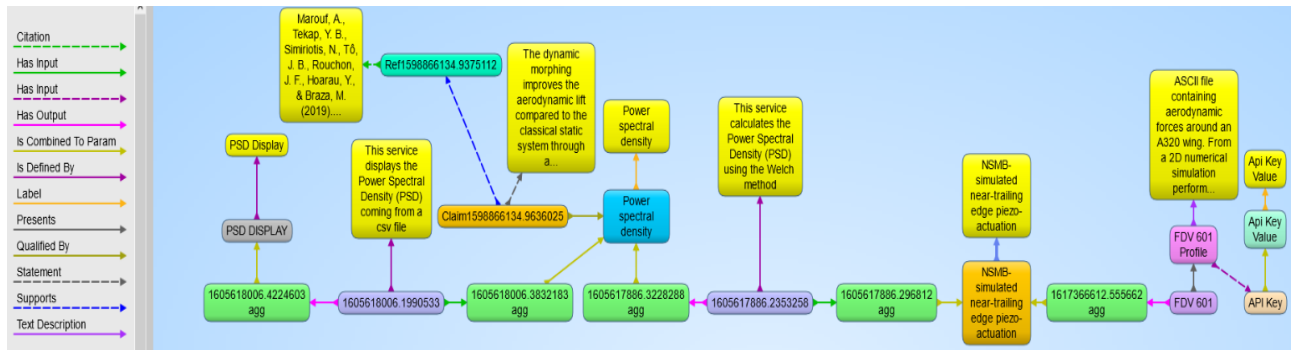 Citation
Has Input
Has Input
Has Output
Is Combined To Param
Is Defined By
Label
Presents
Qualified By
Statement
Supports
Text Description
Marouf, A.,
Tekap, Y. B.,
Simiriotis, N., Tô,
J. B., Rouchon,
J. F., Hoarau, Y.,
& Braza, M.
(2019)....
Ref1598866134.9375112
The dynamic
morphing
improves the
aerodynamic lift
compared to the
classical static
system through
a...
Power
spectral
density
This service
calculates the
Power Spectral
Density (PSD)
using the Welch
method
ASCII file
containing
aerodynamic
forces around an
A320 wing. From
a 2D numerical
simulation
perform...
PSD Display
This service
displays the
Power Spectral
Density (PSD)
coming from a
csv file
NSMB-
simulated
near-trailing
edge piezo-
actuation
Api Key
Value
PSD DISPLAY
Claim1598866134.9636025
Power
spectral
density
FDV 601
Profile
Api Key
Value
1605618006.4224603
agg
1605618006.1990533
1605618006.3832183
agg
1605617886.3228288
agg
1605617886.2353258
1605617886.296812
agg
NSMB-
simulated
near-trailing
edge piezo-
actuation
1617366612.555662
agg
FDV 601
API Key